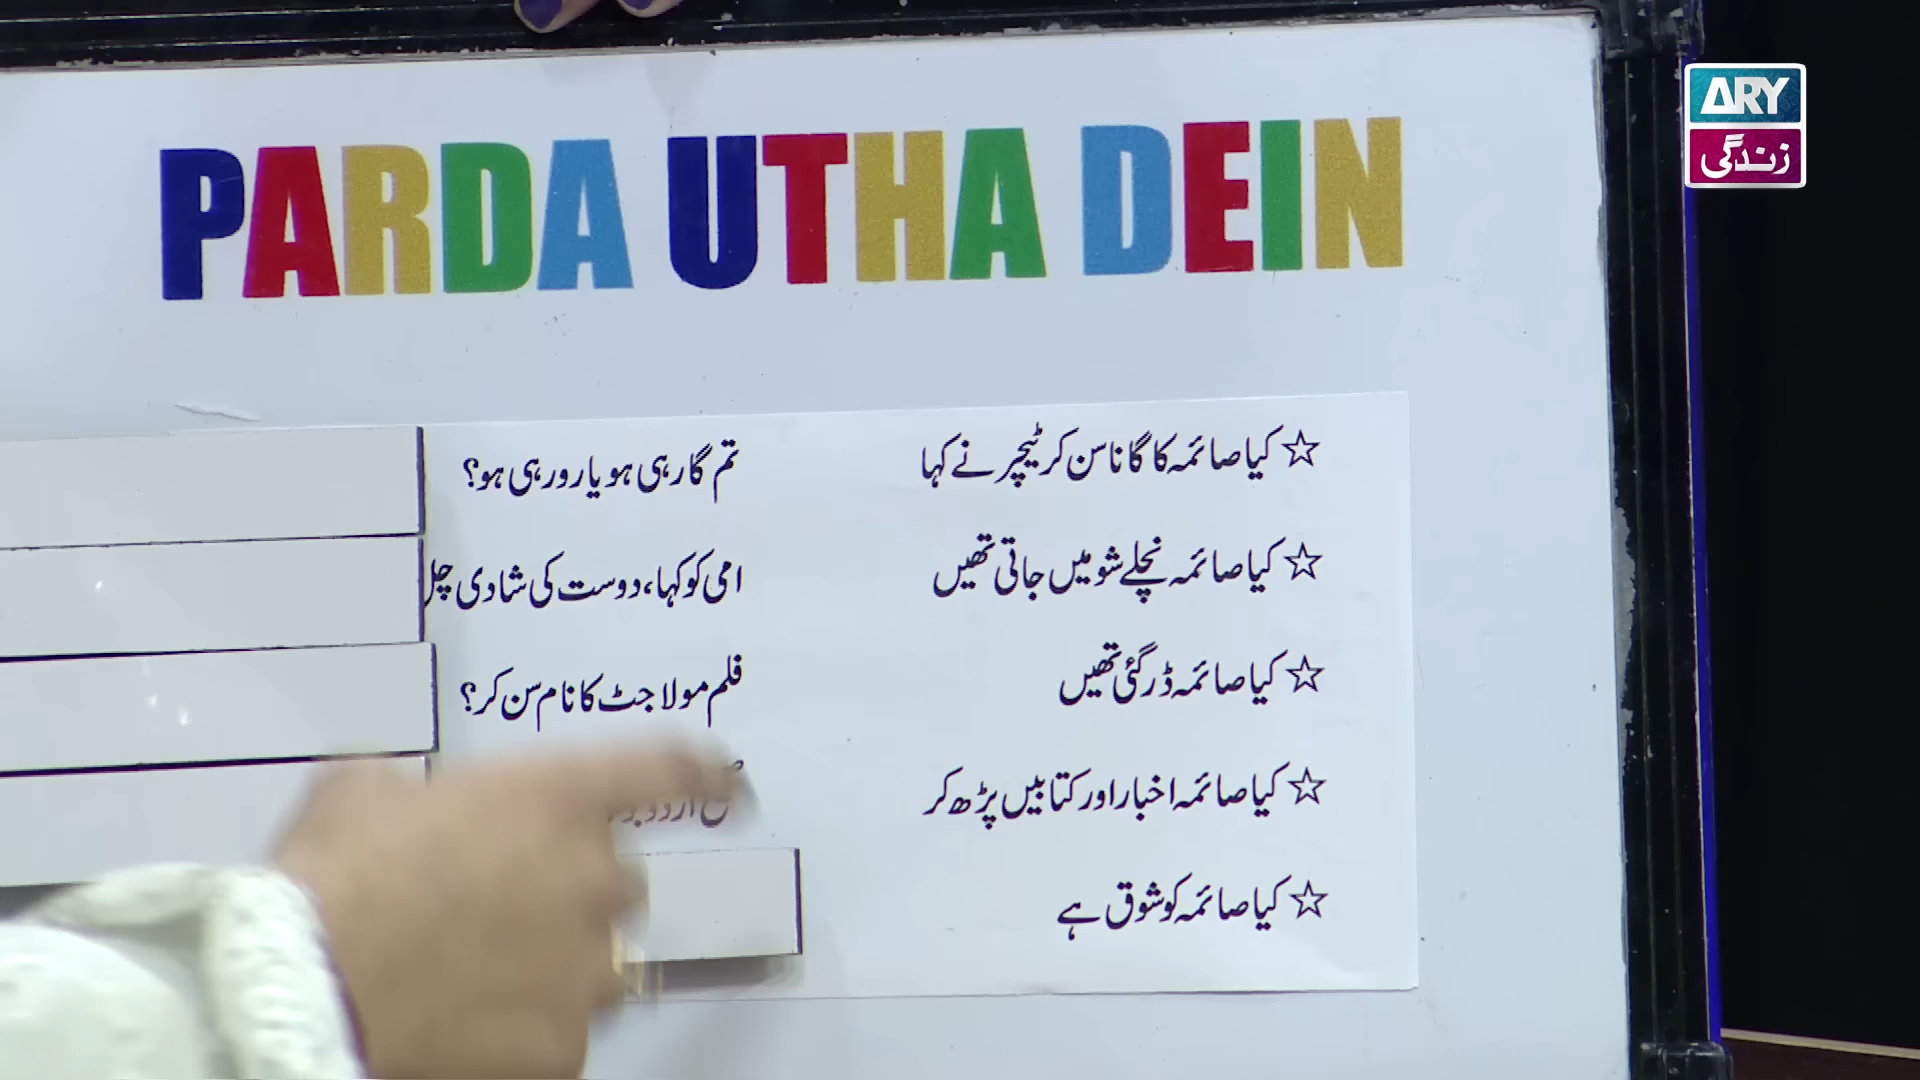 ARY
زندگی
PARDA UTHA DEIN
☆ کیا صائمہ کا گانا سن کر ٹیچر نے کہا تم گا رہی ہو یا رو رہی ہو؟
☆ کیا صائمہ نچلے شو میں جاتی تھیں امی کو کہا، دوست کی شادی
☆ کیا صائمہ ڈر گئی تھیں فلم مولا جٹ کا نام سن کر؟
☆ کیا صائمہ اخبار اور کتابیں پڑھ کر
☆ کیا صائمہ کو شوق ہے